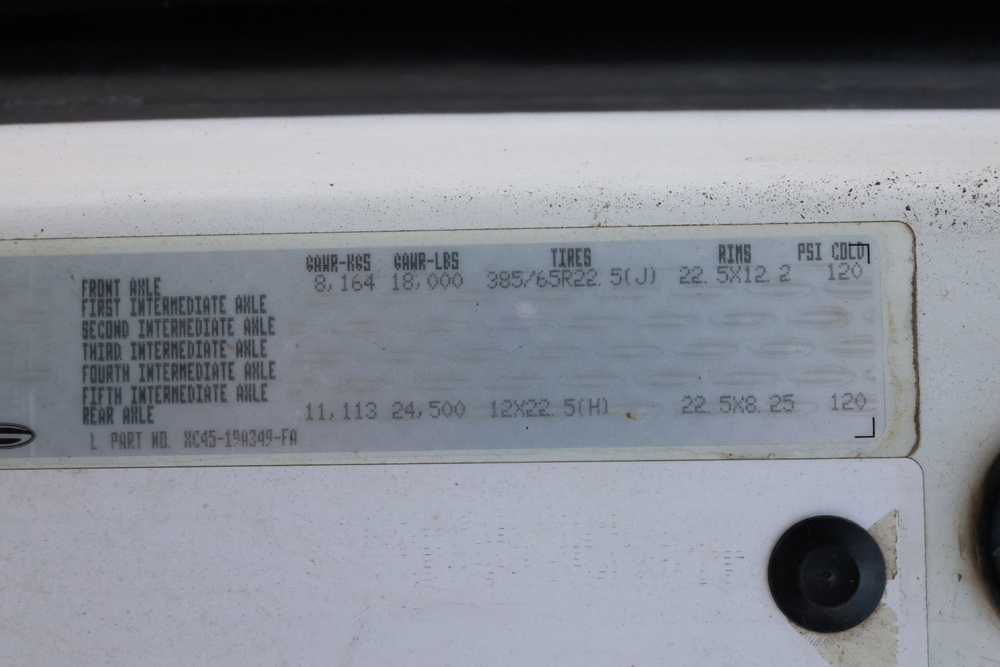 GAWR-KGS GAWR-LBS TIRES RIMS PSI COLD
FRONT AXLE 8,164 18,000 385/65R22.5(J) 22.5X12.2 120
FIRST INTERMEDIATE AXLE
SECOND INTERMEDIATE AXLE
THIRD INTERMEDIATE AXLE
FOURTH INTERMEDIATE AXLE
FIFTH INTERMEDIATE AXLE
REAR AXLE 11,113 24,500 12X22.5(H) 22.5X8.25 120
L PART NO. XC45-19A349-FA